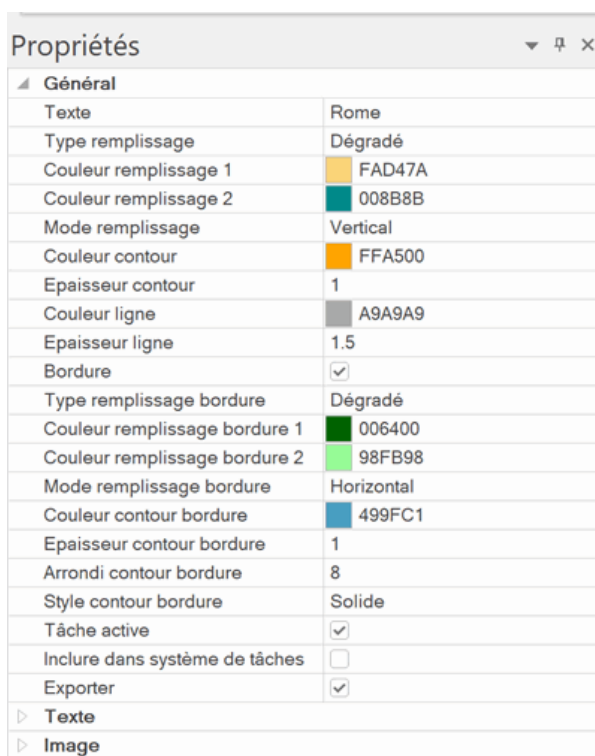 Propriétés
Général
Texte Rome
Type remplissage Dégradé
Couleur remplissage 1 FAD47A
Couleur remplissage 2 008B8B
Mode remplissage Vertical
Couleur contour FFA500
Epaisseur contour 1
Couleur ligne A9A9A9
Epaisseur ligne 1.5
Bordure
Type remplissage bordure Dégradé
Couleur remplissage bordure 1 006400
Couleur remplissage bordure 2 98FB98
Mode remplissage bordure Horizontal
Couleur contour bordure 499FC1
Epaisseur contour bordure 1
Arrondi contour bordure 8
Style contour bordure Solide
Tâche active
Inclure dans système de tâches
Exporter
Texte
Image